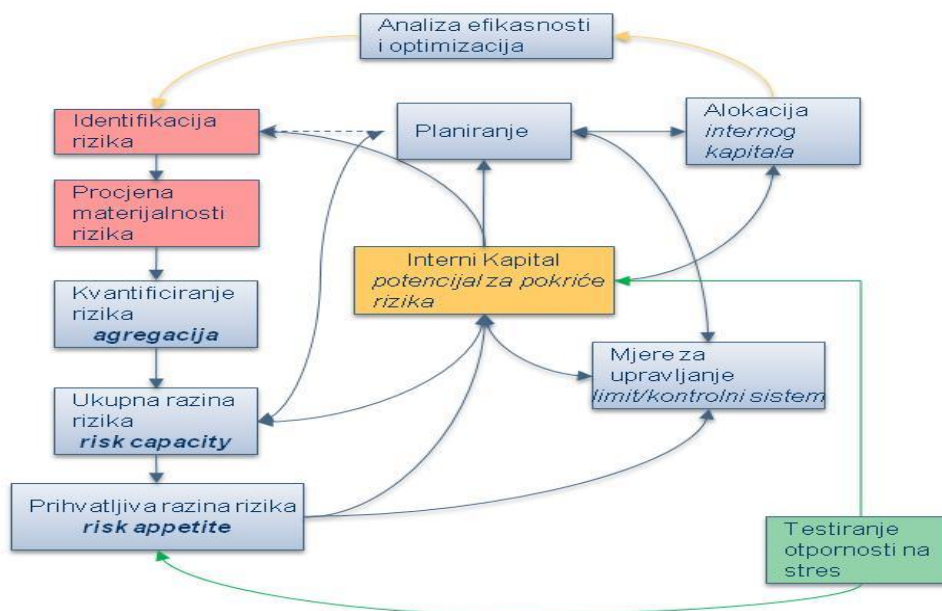 Analiza efikasnosti
i optimizacija
Identifikacija
rizika
Planiranje
Alokacija
internog
kapitala
Procjena
materijalnosti
rizika
Interni Kapital
potencijal za pokriće
rizika
Kvantificiranje
rizika
agregacija
Mjere za
upravljanje
limit/kontrolni sistem
Ukupna razina
rizika
risk capacity
Prihvatljiva razina rizika
risk appetite
Testiranje
otpornosti na
stres